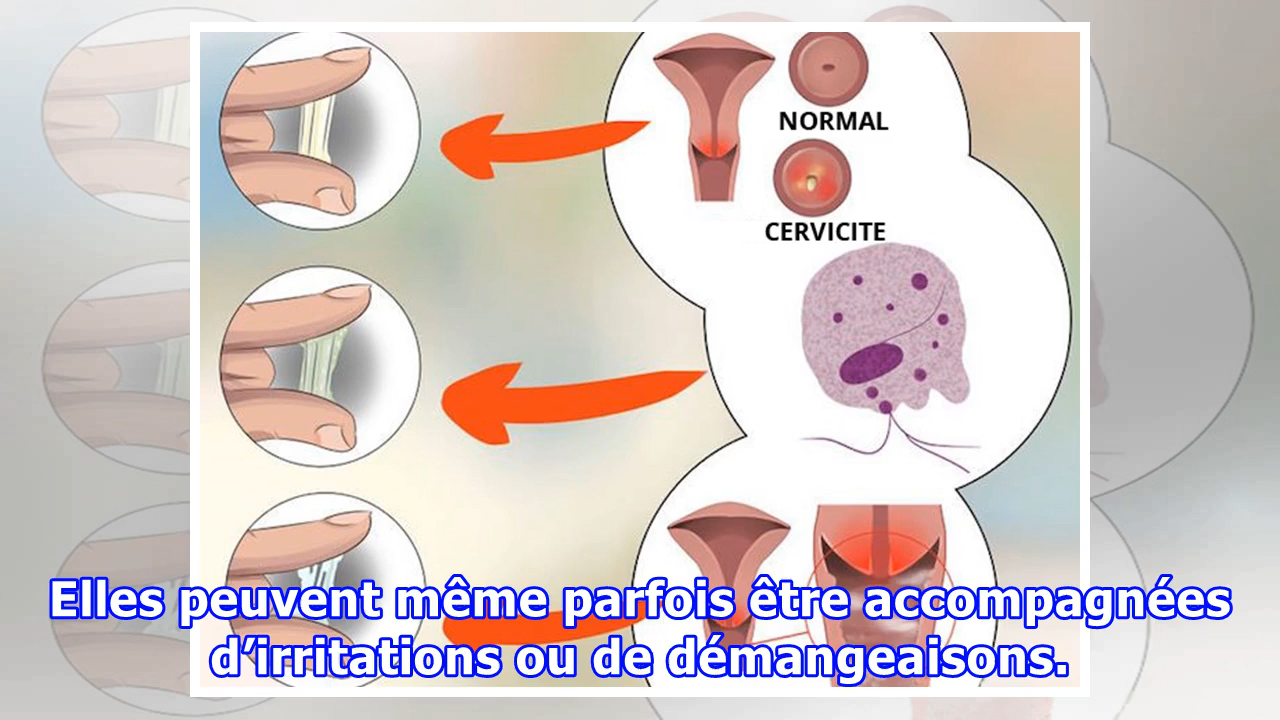 NORMAL
CERVICITE
Elles peuvent même parfois être accompagnées
d’irritations ou de démangeaisons.